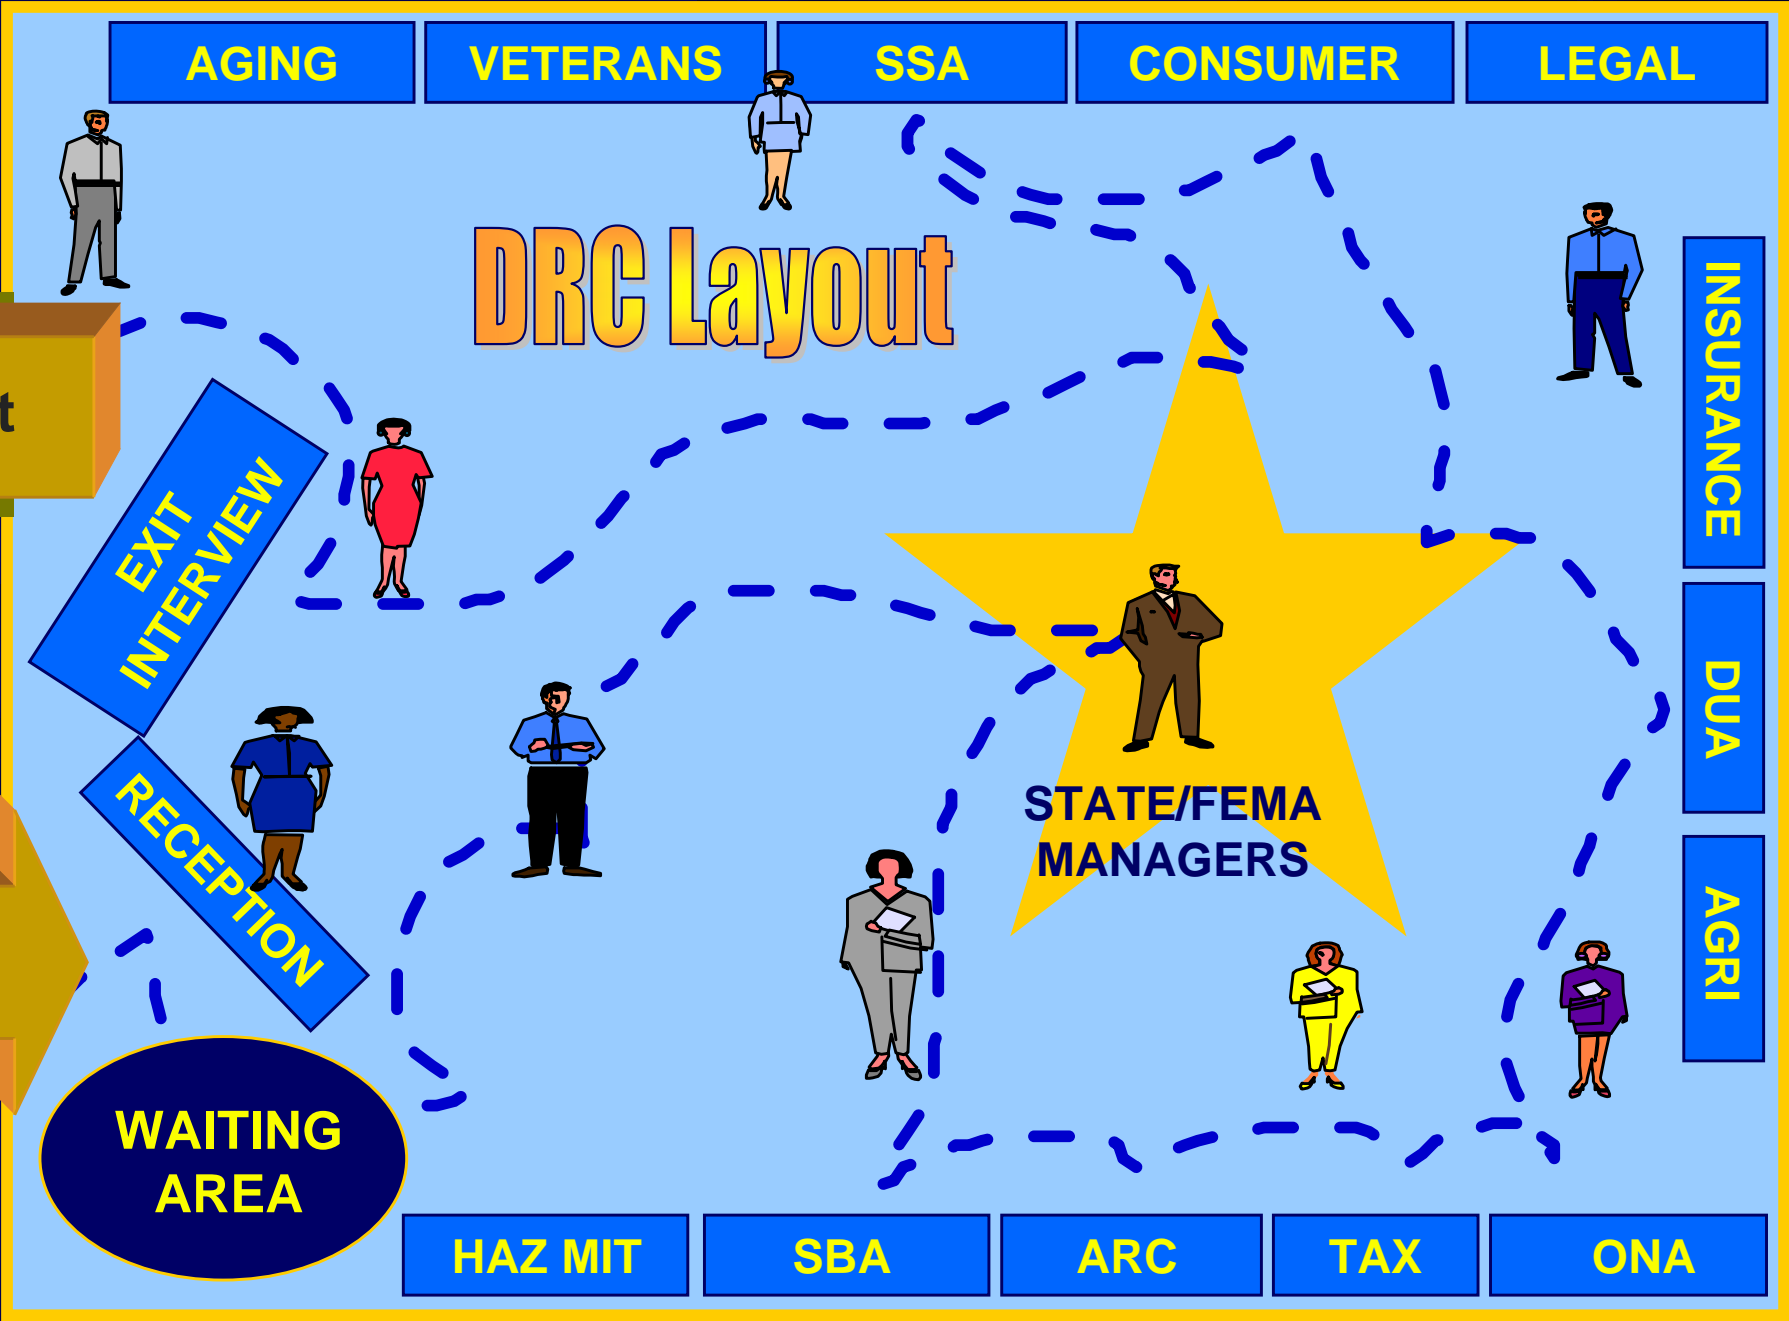 AGING
VETERANS
SSA
CONSUMER
LEGAL
DRC Layout
INSURANCE
t
EXIT
INTERVIEW
DUA
RECEPTION
STATE/FEMA
MANAGERS
AGRI
WAITING
AREA
HAZ MIT
SBA
ARC
TAX
ONA